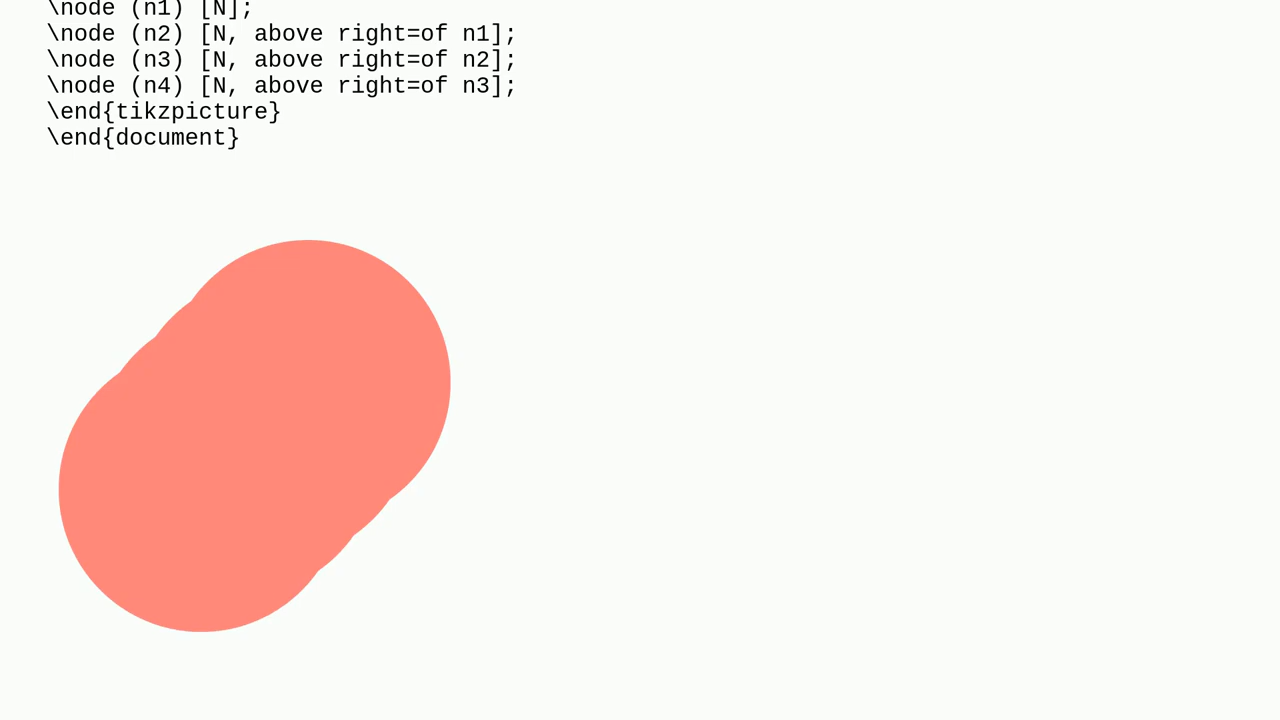 \node (n1) [N];
\node (n2) [N, above right=of n1];
\node (n3) [N, above right=of n2];
\node (n4) [N, above right=of n3];
\end{tikzpicture}
\end{document}